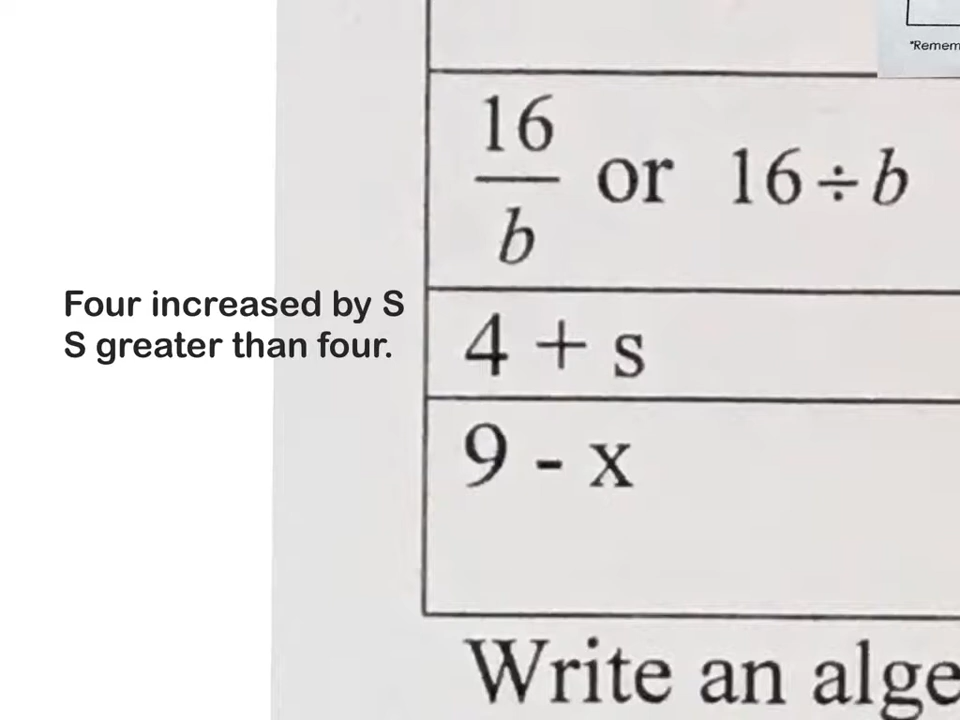 *Remem
16
b
or 16 ÷ b
Four increased by S
S greater than four.
4 + s
9 - x
Write an alge